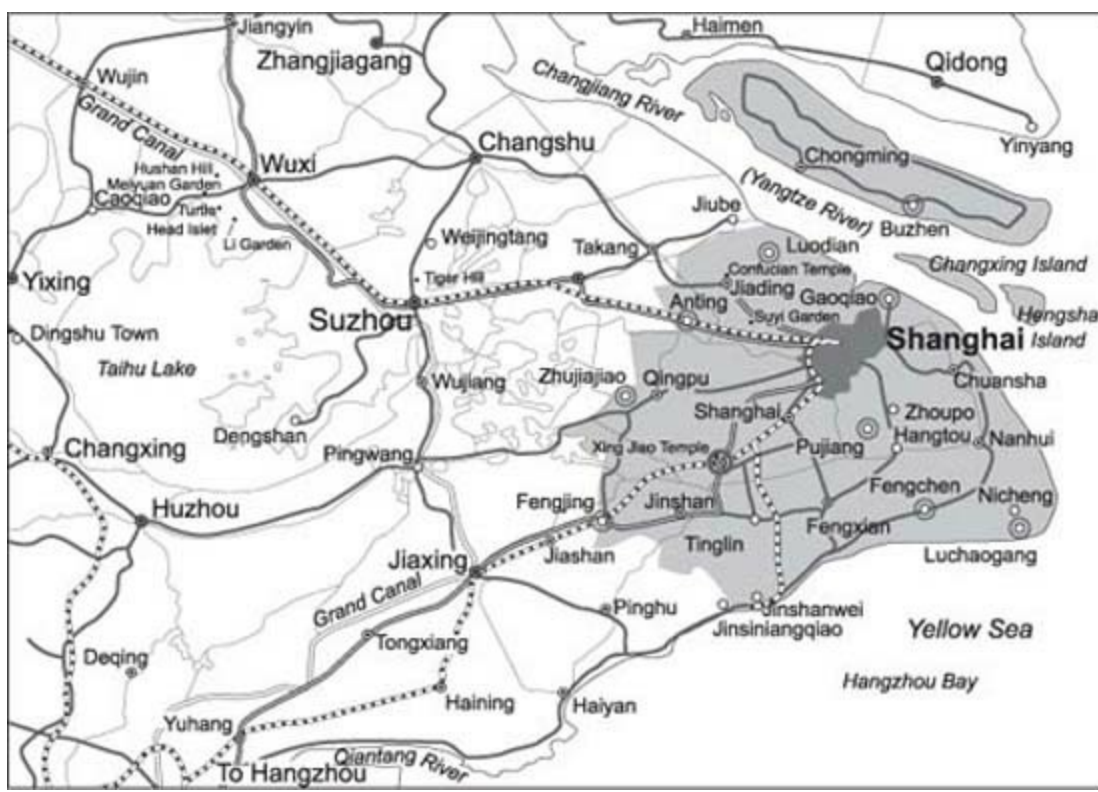 Jiangyin
Haimen
Zhangjiagang
Qidong
Wujin
Changjiang River
Grand Canal
Changshu
Yinyang
Hushan Hill
Wuxi
Chongming
Meiyuan Garden
Caoqiao
(Yangtze River)
Turtle
Head Islet
Jiube
Buzhen
Li Garden
Weijingtang
Takang
Luodian
Changxing Island
Yixing
Tiger Hill
Confucian Temple
Jiading
Anting
Gaoqiao
Suzhou
Suyi Garden
Hengsha
Island
Dingshu Town
Shanghai
Taihu Lake
Wujiang
Zhujiajiao
Qingpu
Chuansha
Shanghai
Zhoupo
Dengshan
Changxing
Pingwang
Xing Jiao Temple
Pujiang
Hangtou
Nanhui
Huzhou
Fengjing
Jinshan
Fengchen
Nicheng
Fengxian
Jiaxing
Jiashan
Tinglin
Luchaogang
Grand Canal
Pinghu
Jinshanwei
Jinsiniangqiao
Yellow Sea
Tongxiang
Deqing
Hangzhou Bay
Haining
Haiyan
Yuhang
Qiantang River
To Hangzhou